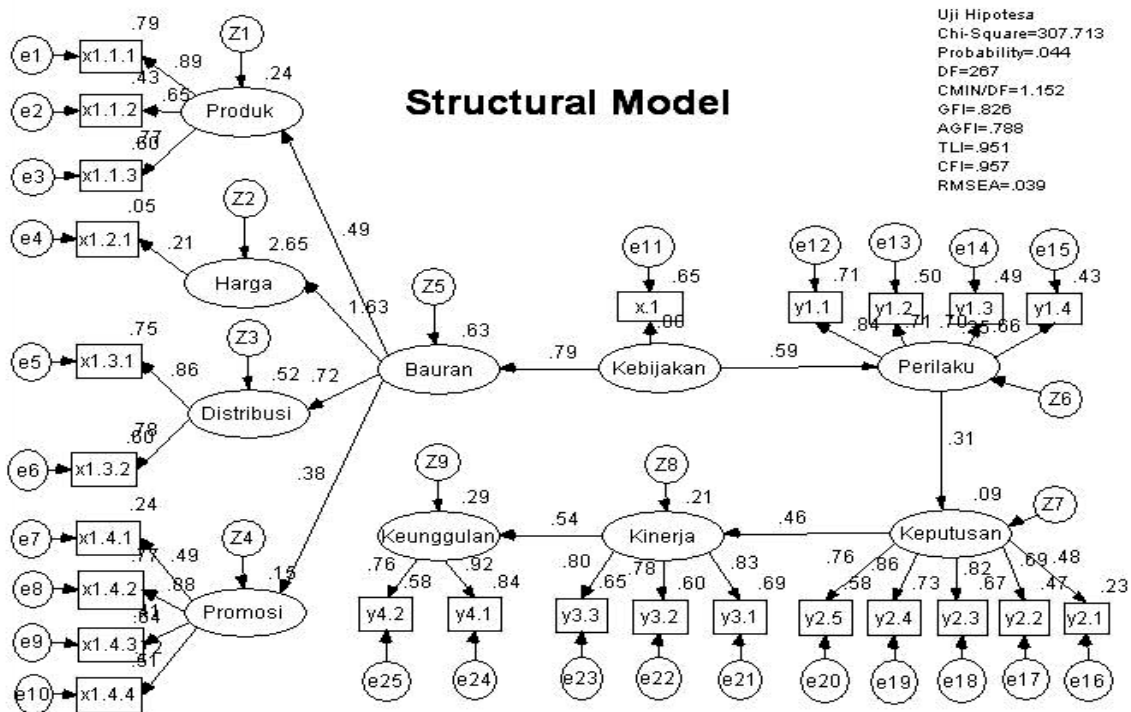 Uji Hipotesa
Chi-Square=307.713
Probability=.044
DF=267
CMIN/DF=1.152
GFI=.826
AGFI=.788
TLI=.951
CFI=.957
RMSEA=.039
Structural Model
.79
e1 x1.1.1
.89
Z1
.24
.43
e2 x1.1.2
.65
Produk
.77
.60
e3 x1.1.3
.49
.05
e4 x1.2.1
.21
Z2
2.65
Harga
1.63
.75
e5 x1.3.1
.86
Z3
.52
.72
Distribusi
.78
.60
e6 x1.3.2
.38
.24
e7 x1.4.1
.49
Z4
.15
.77
e8 x1.4.2
.88
Promosi
e9 x1.4.3
.64
.51
e10 x1.4.4
Z5
.63
Bauran
.79
e11
.65
x.1
Kebijakan
.59
e12 e13 e14 e15
.71 .50 .49 .43
y1.1 y1.2 y1.3 y1.4
.84 .71 .70 .66
Perilaku
Z6
.31
Z9
.29
Keunggulan
.54
Z8
.21
Kinerja
.46
.09
Z7
Keputusan
.76 .92
.58 .84
y4.2 y4.1
e25 e24
.80 .78 .83
.65 .60 .69
y3.3 y3.2 y3.1
e23 e22 e21
.76 .86 .82 .69 .48
.58 .73 .67 .47 .23
y2.5 y2.4 y2.3 y2.2 y2.1
e20 e19 e18 e17 e16